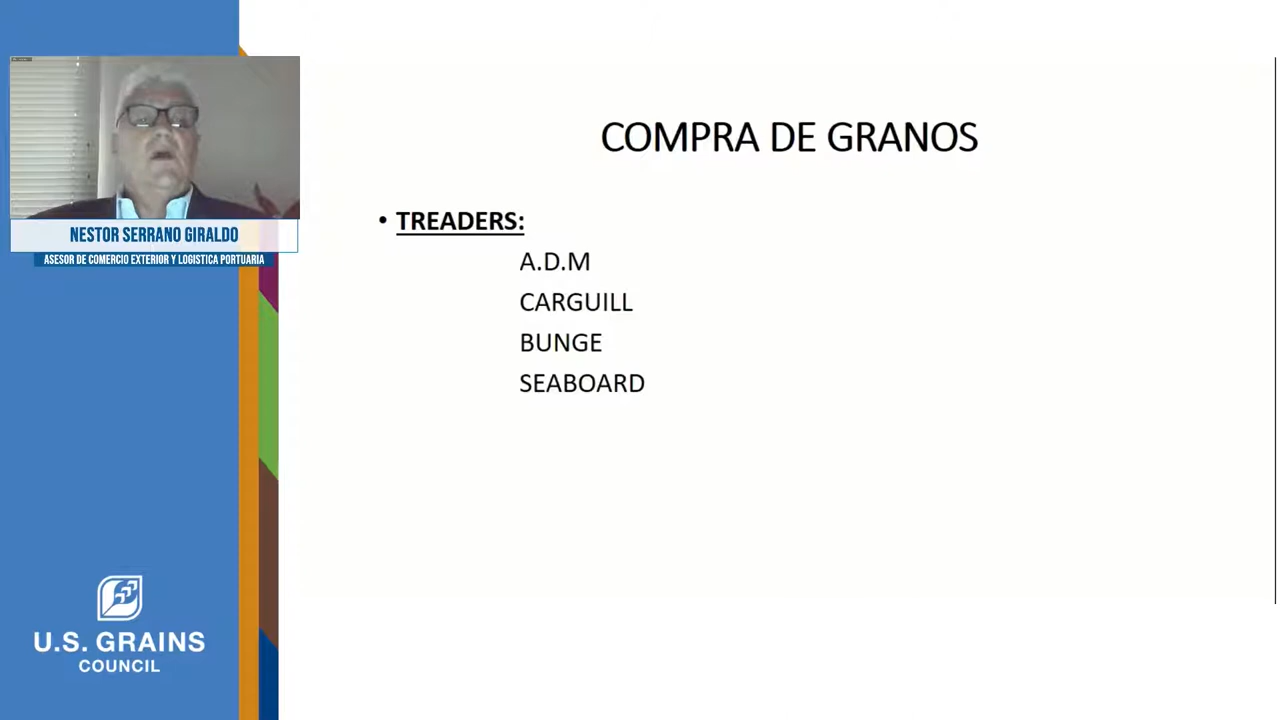 COMPRA DE GRANOS
• TREADERS:
A.D.M
CARGUILL
BUNGE
SEABOARD
NESTOR SERRANO GIRALDO
ASESOR DE COMERCIO EXTERIOR Y LOGISTICA PORTUARIA
U.S. GRAINS
COUNCIL